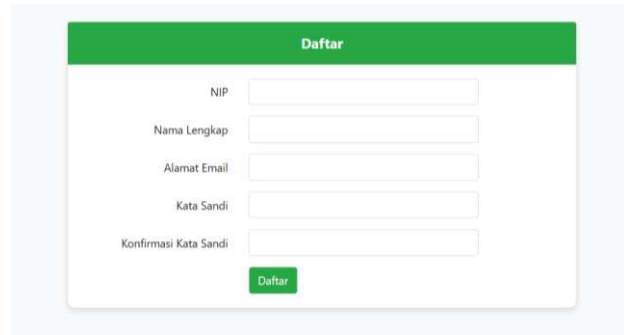 Daftar
NIP
Nama Lengkap
Alamat Email
Kata Sandi
Konfirmasi Kata Sandi
Daftar